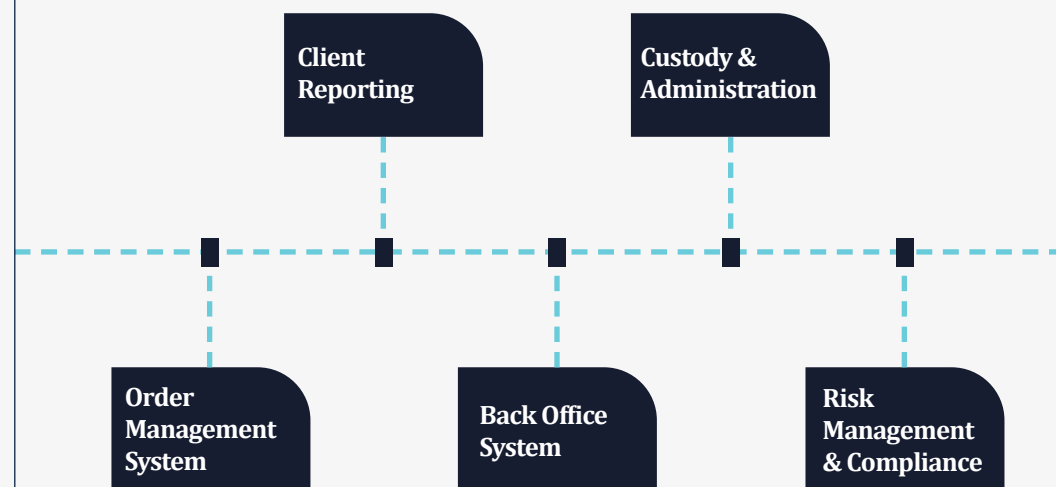 Client
Reporting
Custody &
Administration
Order
Management
System
Back Office
System
Risk
Management
& Compliance